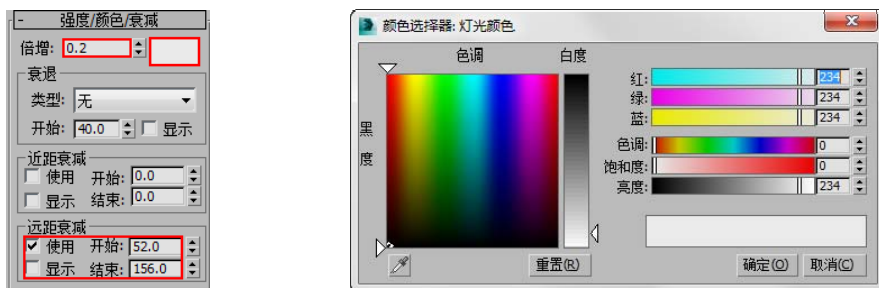 - 强度/颜色/衰减
倍增: 0.2
衰退
类型: 无
开始: 40.0 显示
近距衰减
使用 开始: 0.0
显示 结束: 0.0
远距衰减
使用 开始: 52.0
显示 结束: 156.0
颜色选择器: 灯光颜色
色调 白度
黑度
红: 234
绿: 234
蓝: 234
色调: 0
饱和度: 0
亮度: 234
重置(R) 确定(O) 取消(C)